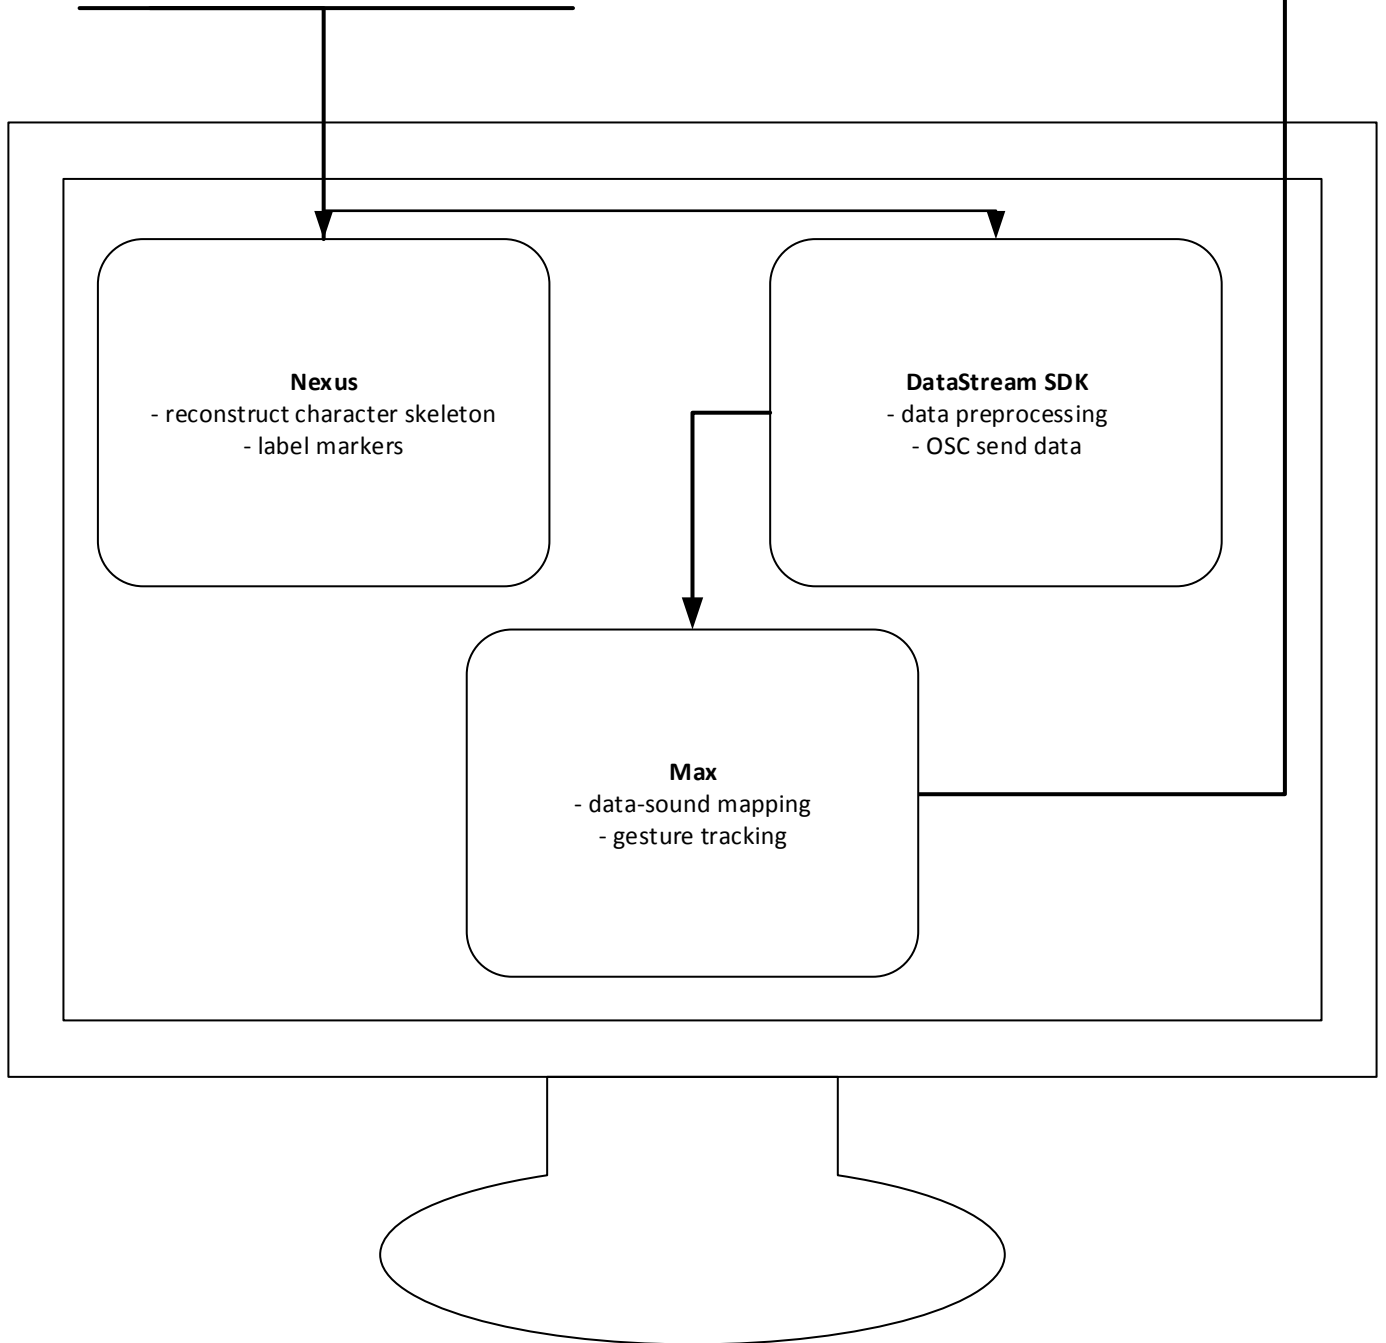 Nexus
- reconstruct character skeleton
- label markers
DataStream SDK
- data preprocessing
- OSC send data
Max
- data-sound mapping
- gesture tracking